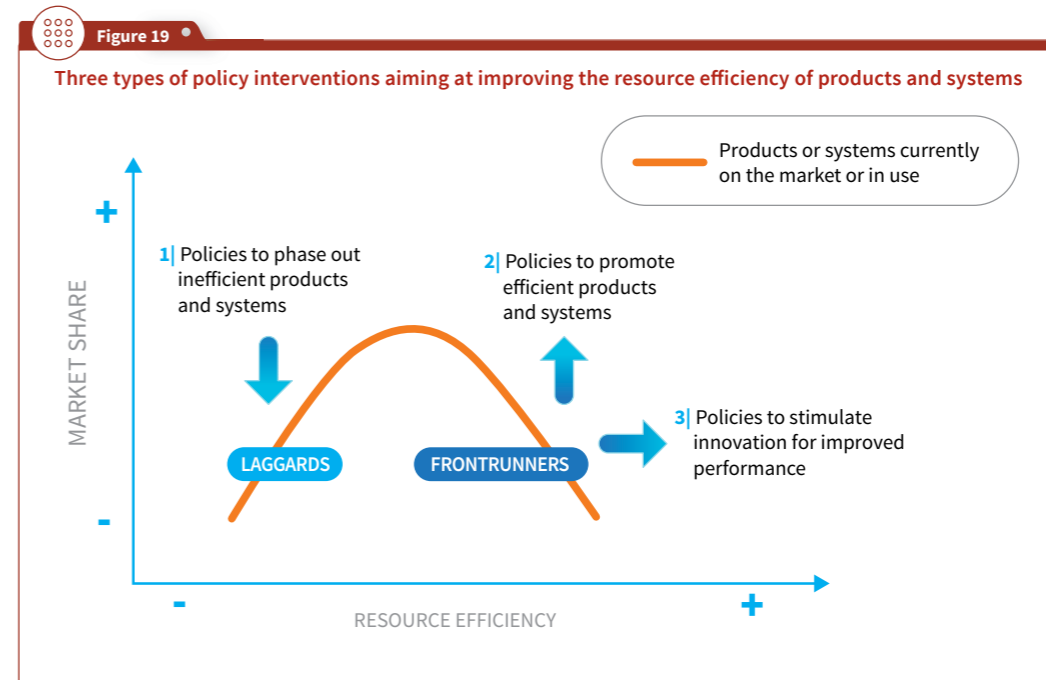 Figure 19
Three types of policy interventions aiming at improving the resource efficiency of products and systems
Products or systems currently
on the market or in use
+
MARKET SHARE
-
1| Policies to phase out
inefficient products
and systems
2| Policies to promote
efficient products
and systems
3| Policies to stimulate
innovation for improved
performance
LAGGARDS
FRONTRUNNERS
-
RESOURCE EFFICIENCY
+